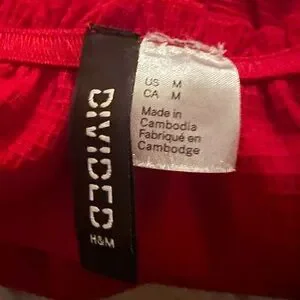 DIVIDED
H&M
US M
CA M
Made in
Cambodia
Fabriqué en
Cambodge